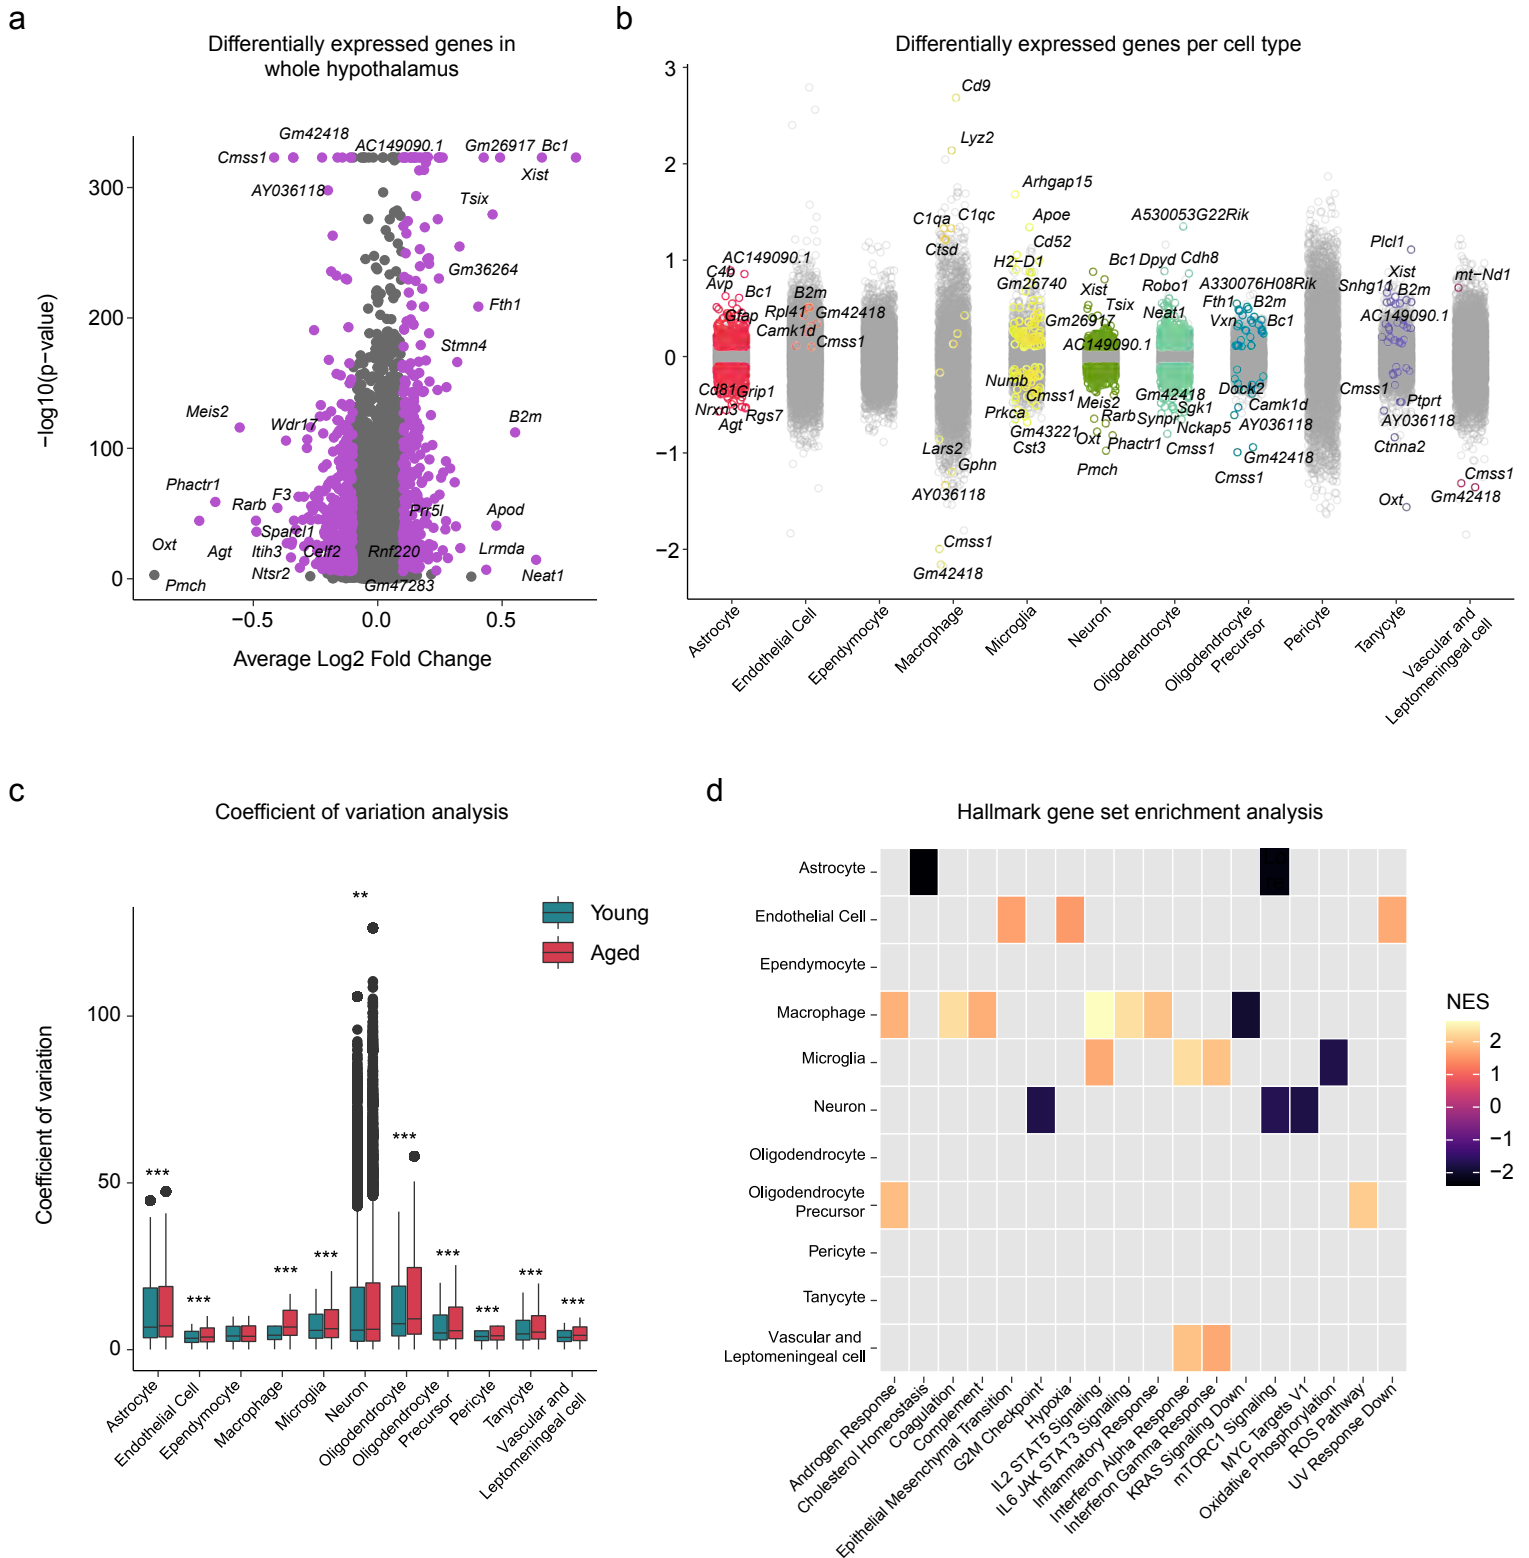 a
Differentially expressed genes in
whole hypothalamus
−log10(p−value)
300
200
100
0
−0.5
0.0
0.5
Average Log2 Fold Change
Gm42418
AC149090.1
Gm26917
Bc1
Cmss1
Xist
AY036118
Tsix
Gm36264
Fth1
Stmn4
Meis2
Wdr17
B2m
Phactr1
F3
Rarb
Prr5l
Apod
Sparcl1
Oxt
Agt
Itih3
Celf2
Rnf220
Lrmda
Ntsr2
Neat1
Pmch
Gm47283
b
Differentially expressed genes per cell type
3
2
1
0
−1
−2
Cd9
Lyz2
Arhgap15
C1qa
C1qc
Apoe
A530053G22Rik
Ctsd
Cd52
Plcl1
AC149090.1
H2−D1
Bc1
Dpyd
Cdh8
C4b
Xist
mt−Nd1
Avp
Bc1
B2m
Gm26740
Xist
Robo1
A330076H08Rik
Snhg11
B2m
Gfap
Rpl41
Gm42418
Gm26917
Tsix
Neat1
Fth1
B2m
Vxn
Bc1
AC149090.1
Camk1d
Cmss1
AC149090.1
Cd81
Grip1
Numb
Cmss1
Meis2
Gm42418
Dock2
Cmss1
Ptprt
Nrxn3
Rgs7
Prkca
Rarb
Synpr
Sgk1
Camk1d
Agt
Gm43221
Oxt
Phactr1
Nckap5
AY036118
AY036118
Lars2
Cst3
Cmss1
Gm42418
Ctnna2
Gphn
Pmch
Cmss1
Cmss1
AY036118
Oxt
Gm42418
Cmss1
Gm42418
Astrocyte
Endothelial Cell
Ependymocyte
Macrophage
Microglia
Neuron
Oligodendrocyte
Oligodendrocyte
Precursor
Pericyte
Tanycyte
Vascular and
Leptomeningeal cell
c
Coefficient of variation analysis
Coefficient of variation
100
50
0
Young
Aged
***
***
***
***
**
***
***
***
***
***
Astrocyte
Endothelial Cell
Ependymocyte
Macrophage
Microglia
Neuron
Oligodendrocyte
Oligodendrocyte
Precursor
Pericyte
Tanycyte
Vascular and
Leptomeningeal cell
d
Hallmark gene set enrichment analysis
Astrocyte
Endothelial Cell
Ependymocyte
Macrophage
Microglia
Neuron
Oligodendrocyte
Oligodendrocyte
Precursor
Pericyte
Tanycyte
Vascular and
Leptomeningeal cell
Androgen Response
Cholesterol Homeostasis
Coagulation
Complement
Epithelial Mesenchymal Transition
G2M Checkpoint
Hypoxia
IL2 STAT5 Signaling
IL6 JAK STAT3 Signaling
Inflammatory Response
Interferon Alpha Response
Interferon Gamma Response
KRAS Signaling Down
mTORC1 Signaling
MYC Targets V1
Oxidative Phosphorylation
ROS Pathway
UV Response Down
NES
2
1
0
−1
−2